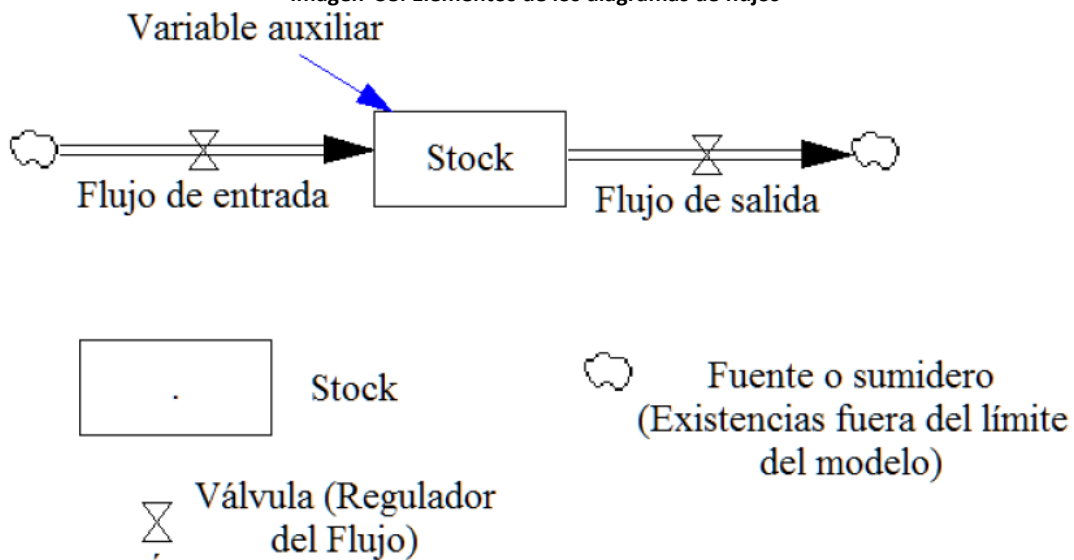 Variable auxiliar
Stock
Flujo de entrada
Flujo de salida
Stock
Fuente o sumidero
(Existencias fuera del límite
del modelo)
Válvula (Regulador
del Flujo)